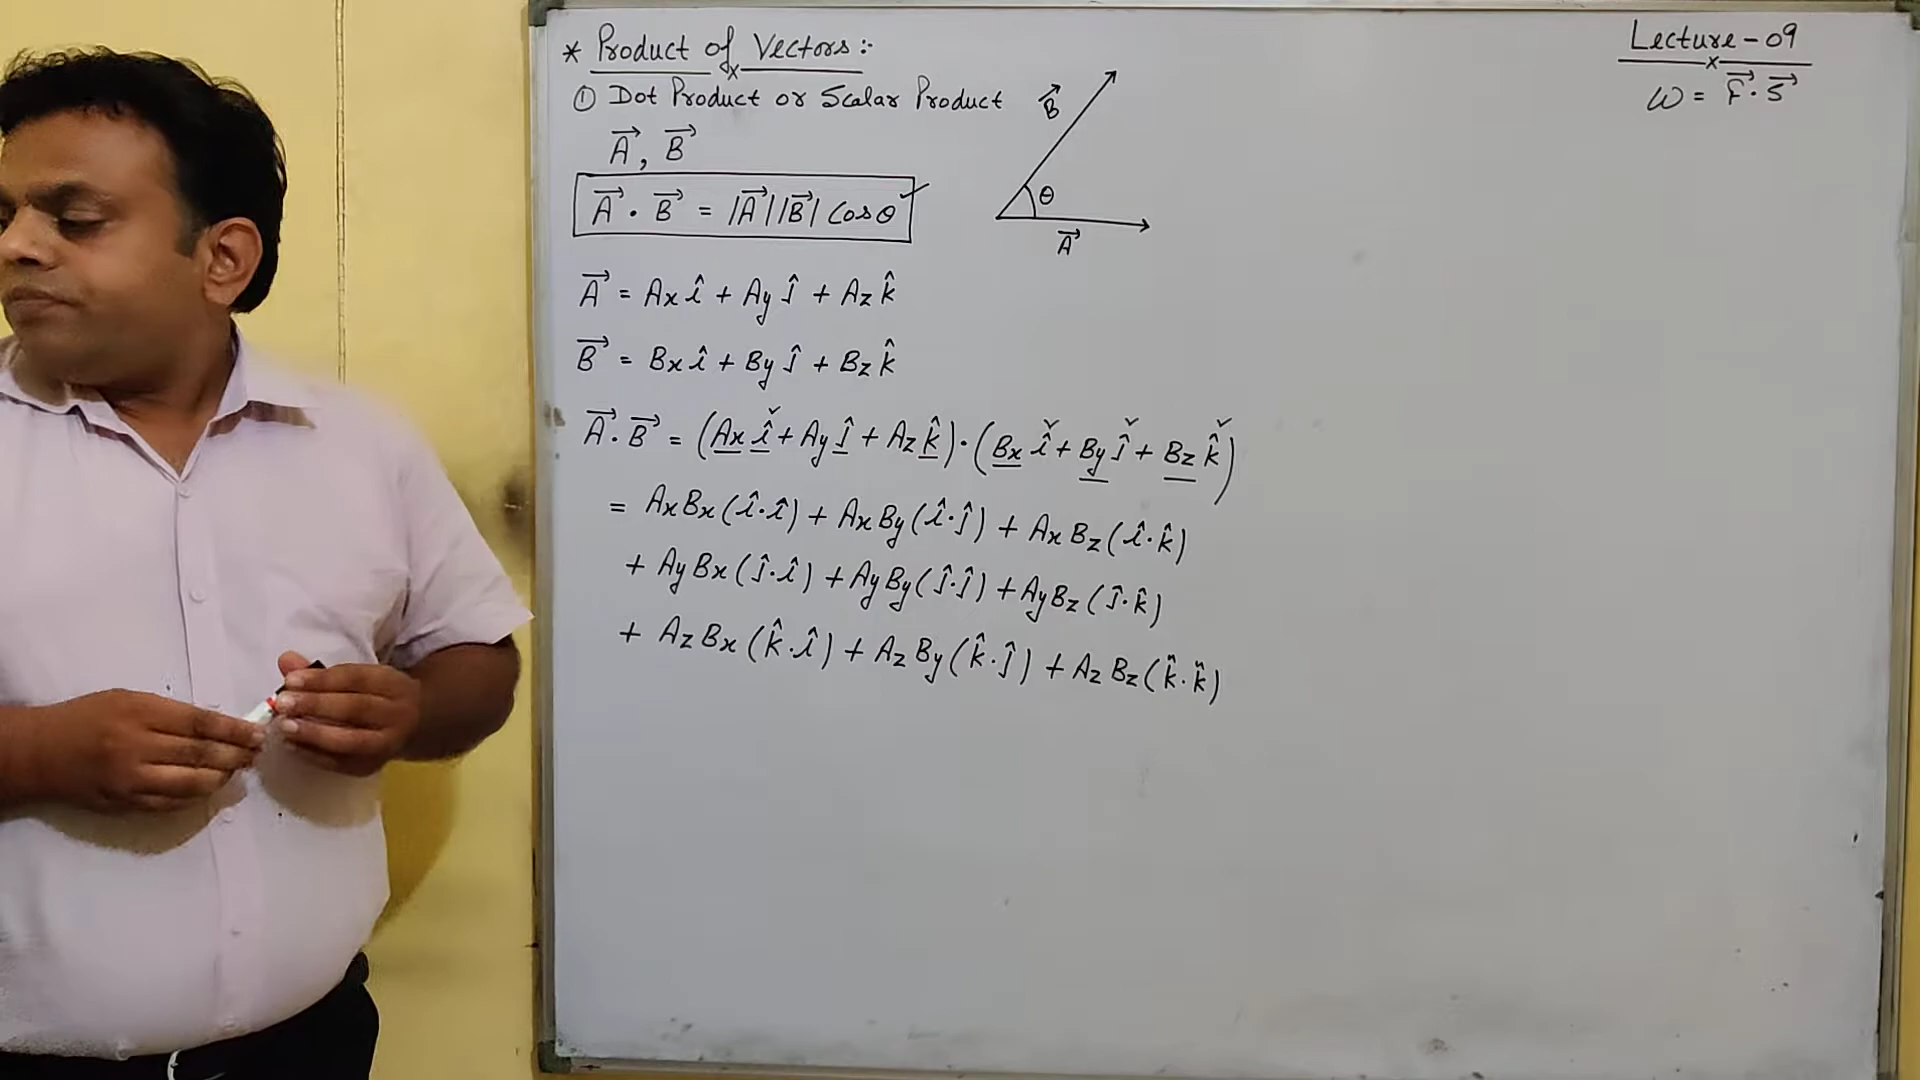 * Product of Vectors :-
Lecture - 09
W = F⃗ · S⃗
① Dot Product or Scalar Product
A⃗, B⃗
A⃗ · B⃗ = |A⃗||B⃗| Cosθ
B⃗
θ
A⃗
A⃗ = Ax î + Ay ĵ + Az k̂
B⃗ = Bx î + By ĵ + Bz k̂
A⃗ · B⃗ = (Ax î + Ay ĵ + Az k̂) · (Bx î + By ĵ + Bz k̂)
= AxBx(î·î) + AxBy(î·ĵ) + AxBz(î·k̂)
+ AyBx(ĵ·î) + AyBy(ĵ·ĵ) + AyBz(ĵ·k̂)
+ AzBx(k̂·î) + AzBy(k̂·ĵ) + AzBz(k̂·k̂)